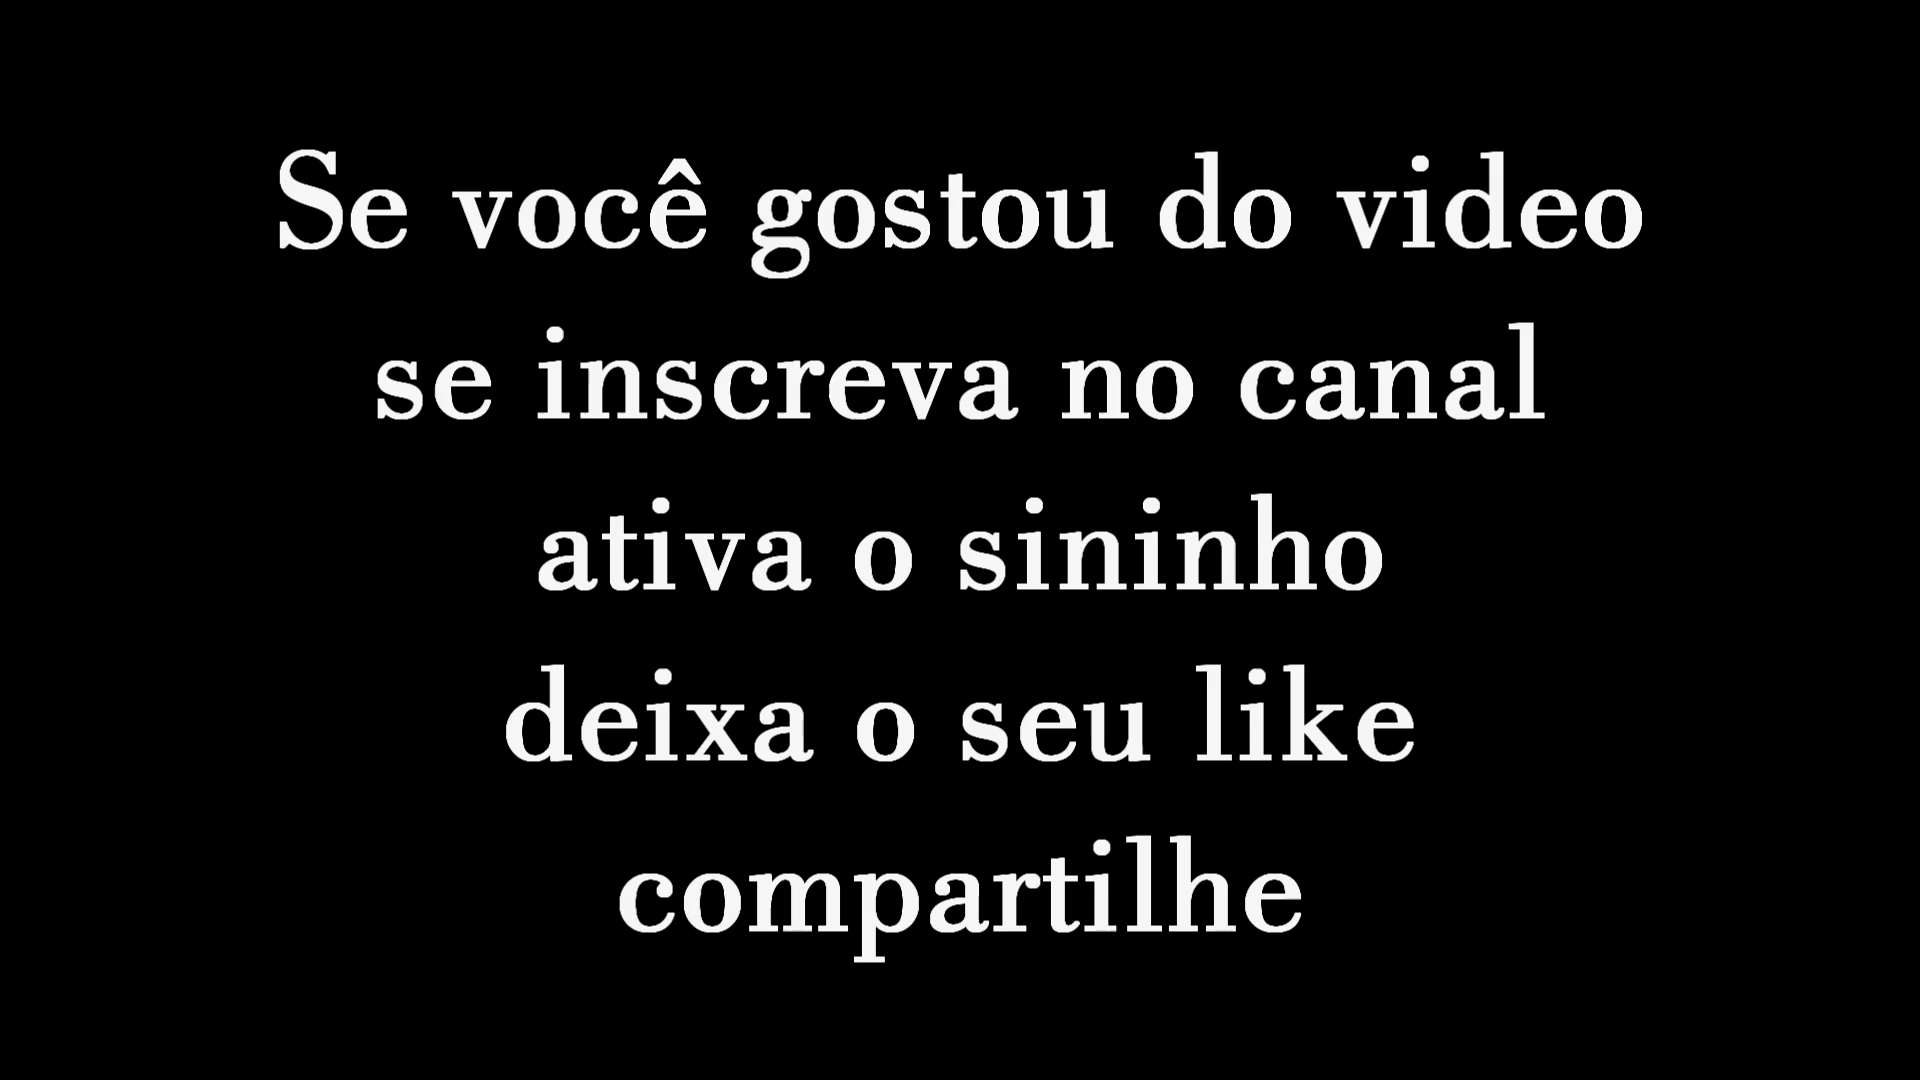 Se você gostou do video
se inscreva no canal
ativa o sininho
deixa o seu like
compartilhe